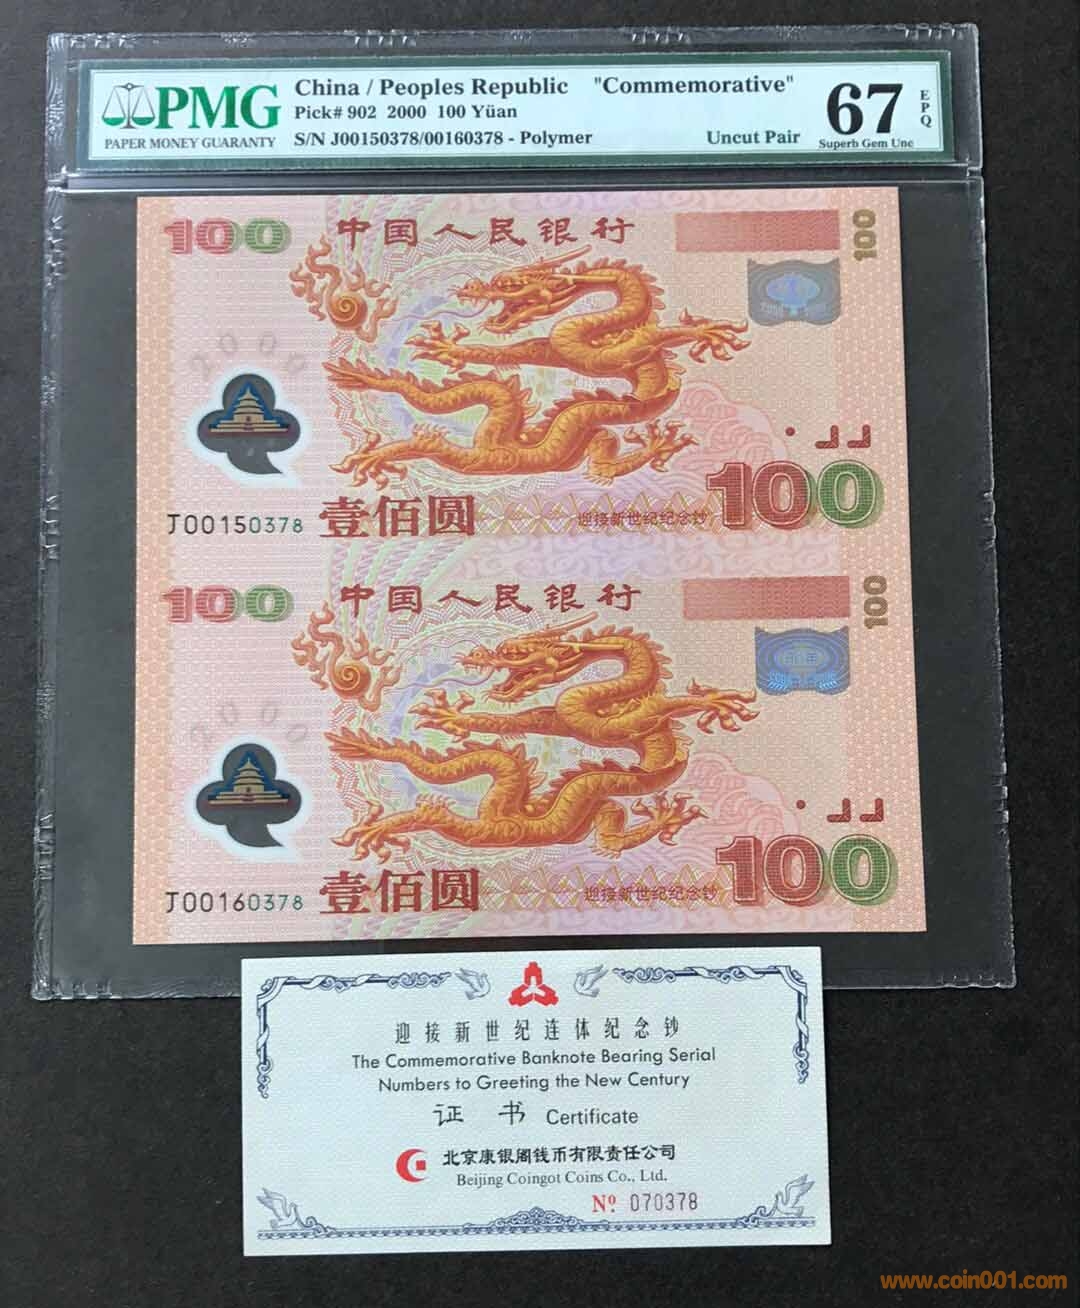 PMG
PAPER MONEY GUARANTY
China / Peoples Republic "Commemorative"
Pick# 902 2000 100 Yüan
S/N J00150378/00160378 - Polymer
Uncut Pair
67
EPQ
Superb Gem Unc
100
中国人民银行
100
2000
100
J00150378
壹佰圆
迎接新世纪纪念钞
100
中国人民银行
100
2000
100
J00160378
壹佰圆
迎接新世纪纪念钞
迎接新世纪连体纪念钞
The Commemorative Banknote Bearing Serial
Numbers to Greeting the New Century
证 书 Certificate
北京康银阁钱币有限责任公司
Beijing Coingot Coins Co., Ltd.
Nº 070378
www.coin001.com